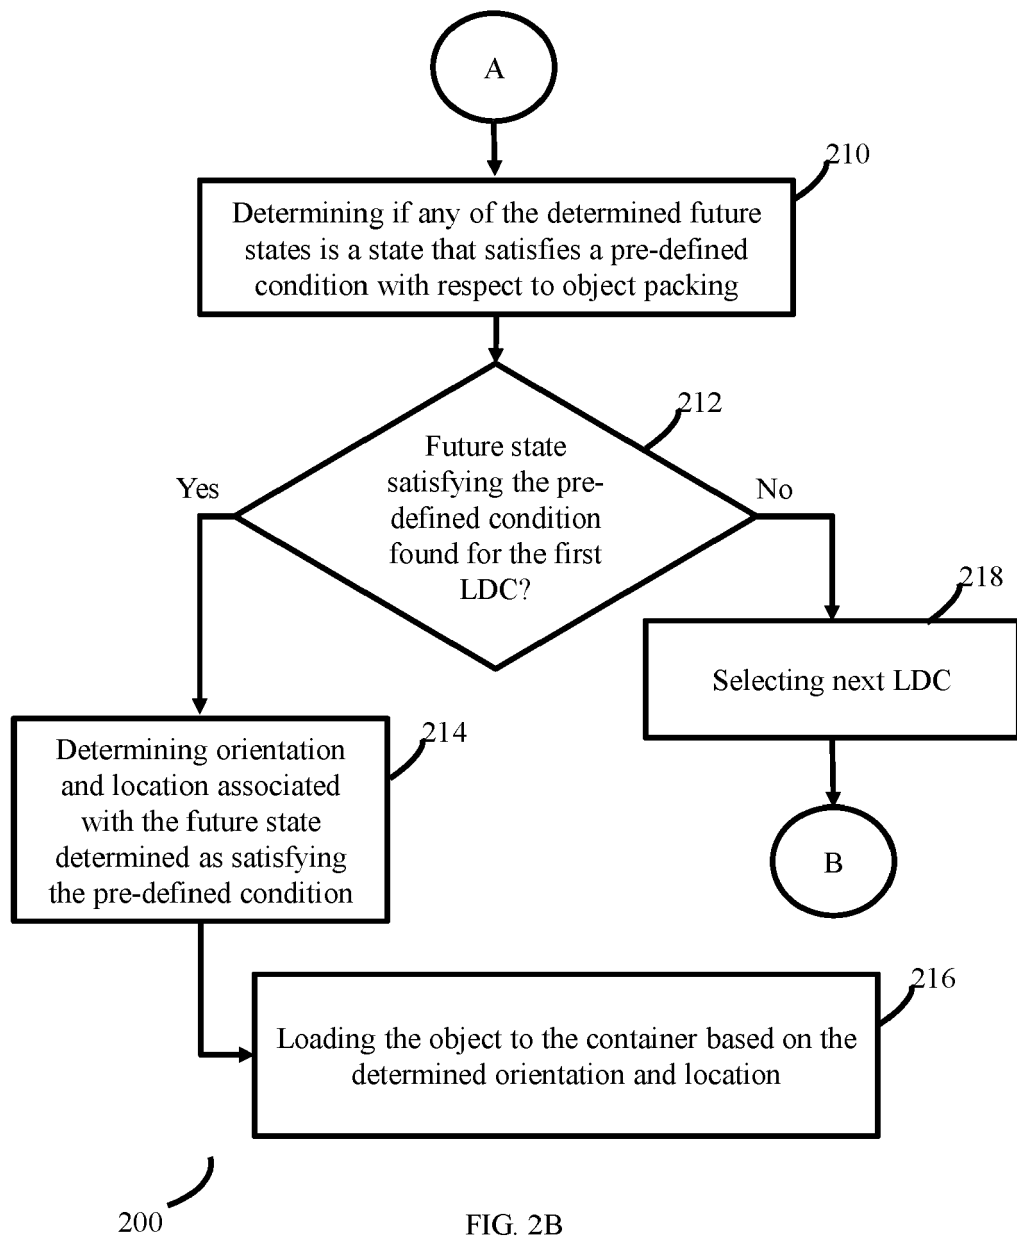 A
210
Determining if any of the determined future
states is a state that satisfies a pre-defined
condition with respect to object packing
212
Future state
satisfying the pre-
defined condition
found for the first
LDC?
Yes
No
218
Selecting next LDC
214
Determining orientation
and location associated
with the future state
determined as satisfying
the pre-defined condition
B
216
Loading the object to the container based on the
determined orientation and location
200
FIG. 2B